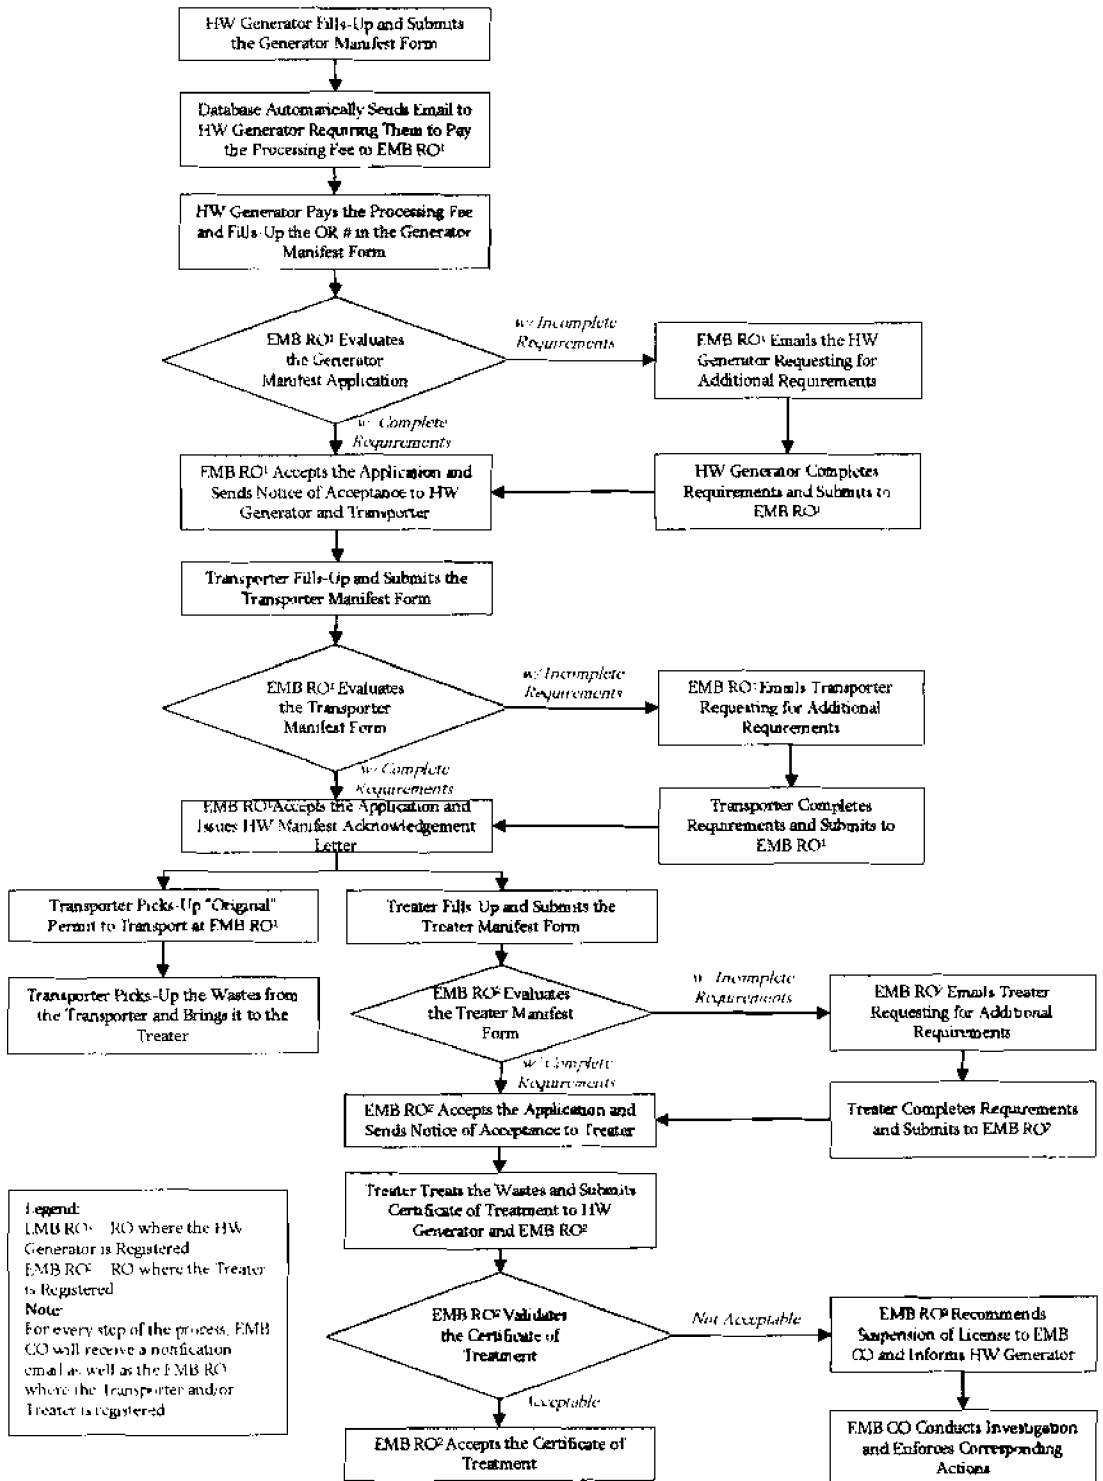 HW Generator Fills-Up and Submits
the Generator Manifest Form
Database Automatically Sends Email to
HW Generator Requiring Them to Pay
the Processing Fee to EMB RO¹
HW Generator Pays the Processing Fee
and Fills-Up the OR # in the Generator
Manifest Form
EMB RO¹ Evaluates
the Generator
Manifest Application
w/ Incomplete
Requirements
EMB RO¹ Emails the HW
Generator Requesting for
Additional Requirements
w/ Complete
Requirements
EMB RO¹ Accepts the Application and
Sends Notice of Acceptance to HW
Generator and Transporter
HW Generator Completes
Requirements and Submits to
EMB RO¹
Transporter Fills-Up and Submits the
Transporter Manifest Form
EMB RO¹ Evaluates
the Transporter
Manifest Form
w/ Incomplete
Requirements
EMB RO¹ Emails Transporter
Requesting for Additional
Requirements
w/ Complete
Requirements
EMB RO¹ Accepts the Application and
Issues HW Manifest Acknowledgement
Letter
Transporter Completes
Requirements and Submits to
EMB RO¹
Transporter Picks-Up "Original"
Permit to Transport at EMB RO¹
Treater Fills-Up and Submits the
Treater Manifest Form
Transporter Picks-Up the Wastes from
the Transporter and Brings it to the
Treater
EMB RO² Evaluates
the Treater Manifest
Form
w/ Incomplete
Requirements
EMB RO² Emails Treater
Requesting for Additional
Requirements
w/ Complete
Requirements
EMB RO² Accepts the Application and
Sends Notice of Acceptance to Treater
Treater Completes Requirements
and Submits to EMB RO²
Treater Treats the Wastes and Submits
Certificate of Treatment to HW
Generator and EMB RO²
Legend:
EMB RO¹ RO where the HW
Generator is Registered
EMB RO² RO where the Treater
is Registered
Note:
For every step of the process, EMB
CO will receive a notification
email as well as the EMB RO
where the Transporter and/or
Treater is registered
EMB RO² Validates
the Certificate of
Treatment
Not Acceptable
EMB RO² Recommends
Suspension of License to EMB
CO and Informs HW Generator
Acceptable
EMB RO² Accepts the Certificate of
Treatment
EMB CO Conducts Investigation
and Enforces Corresponding
Actions